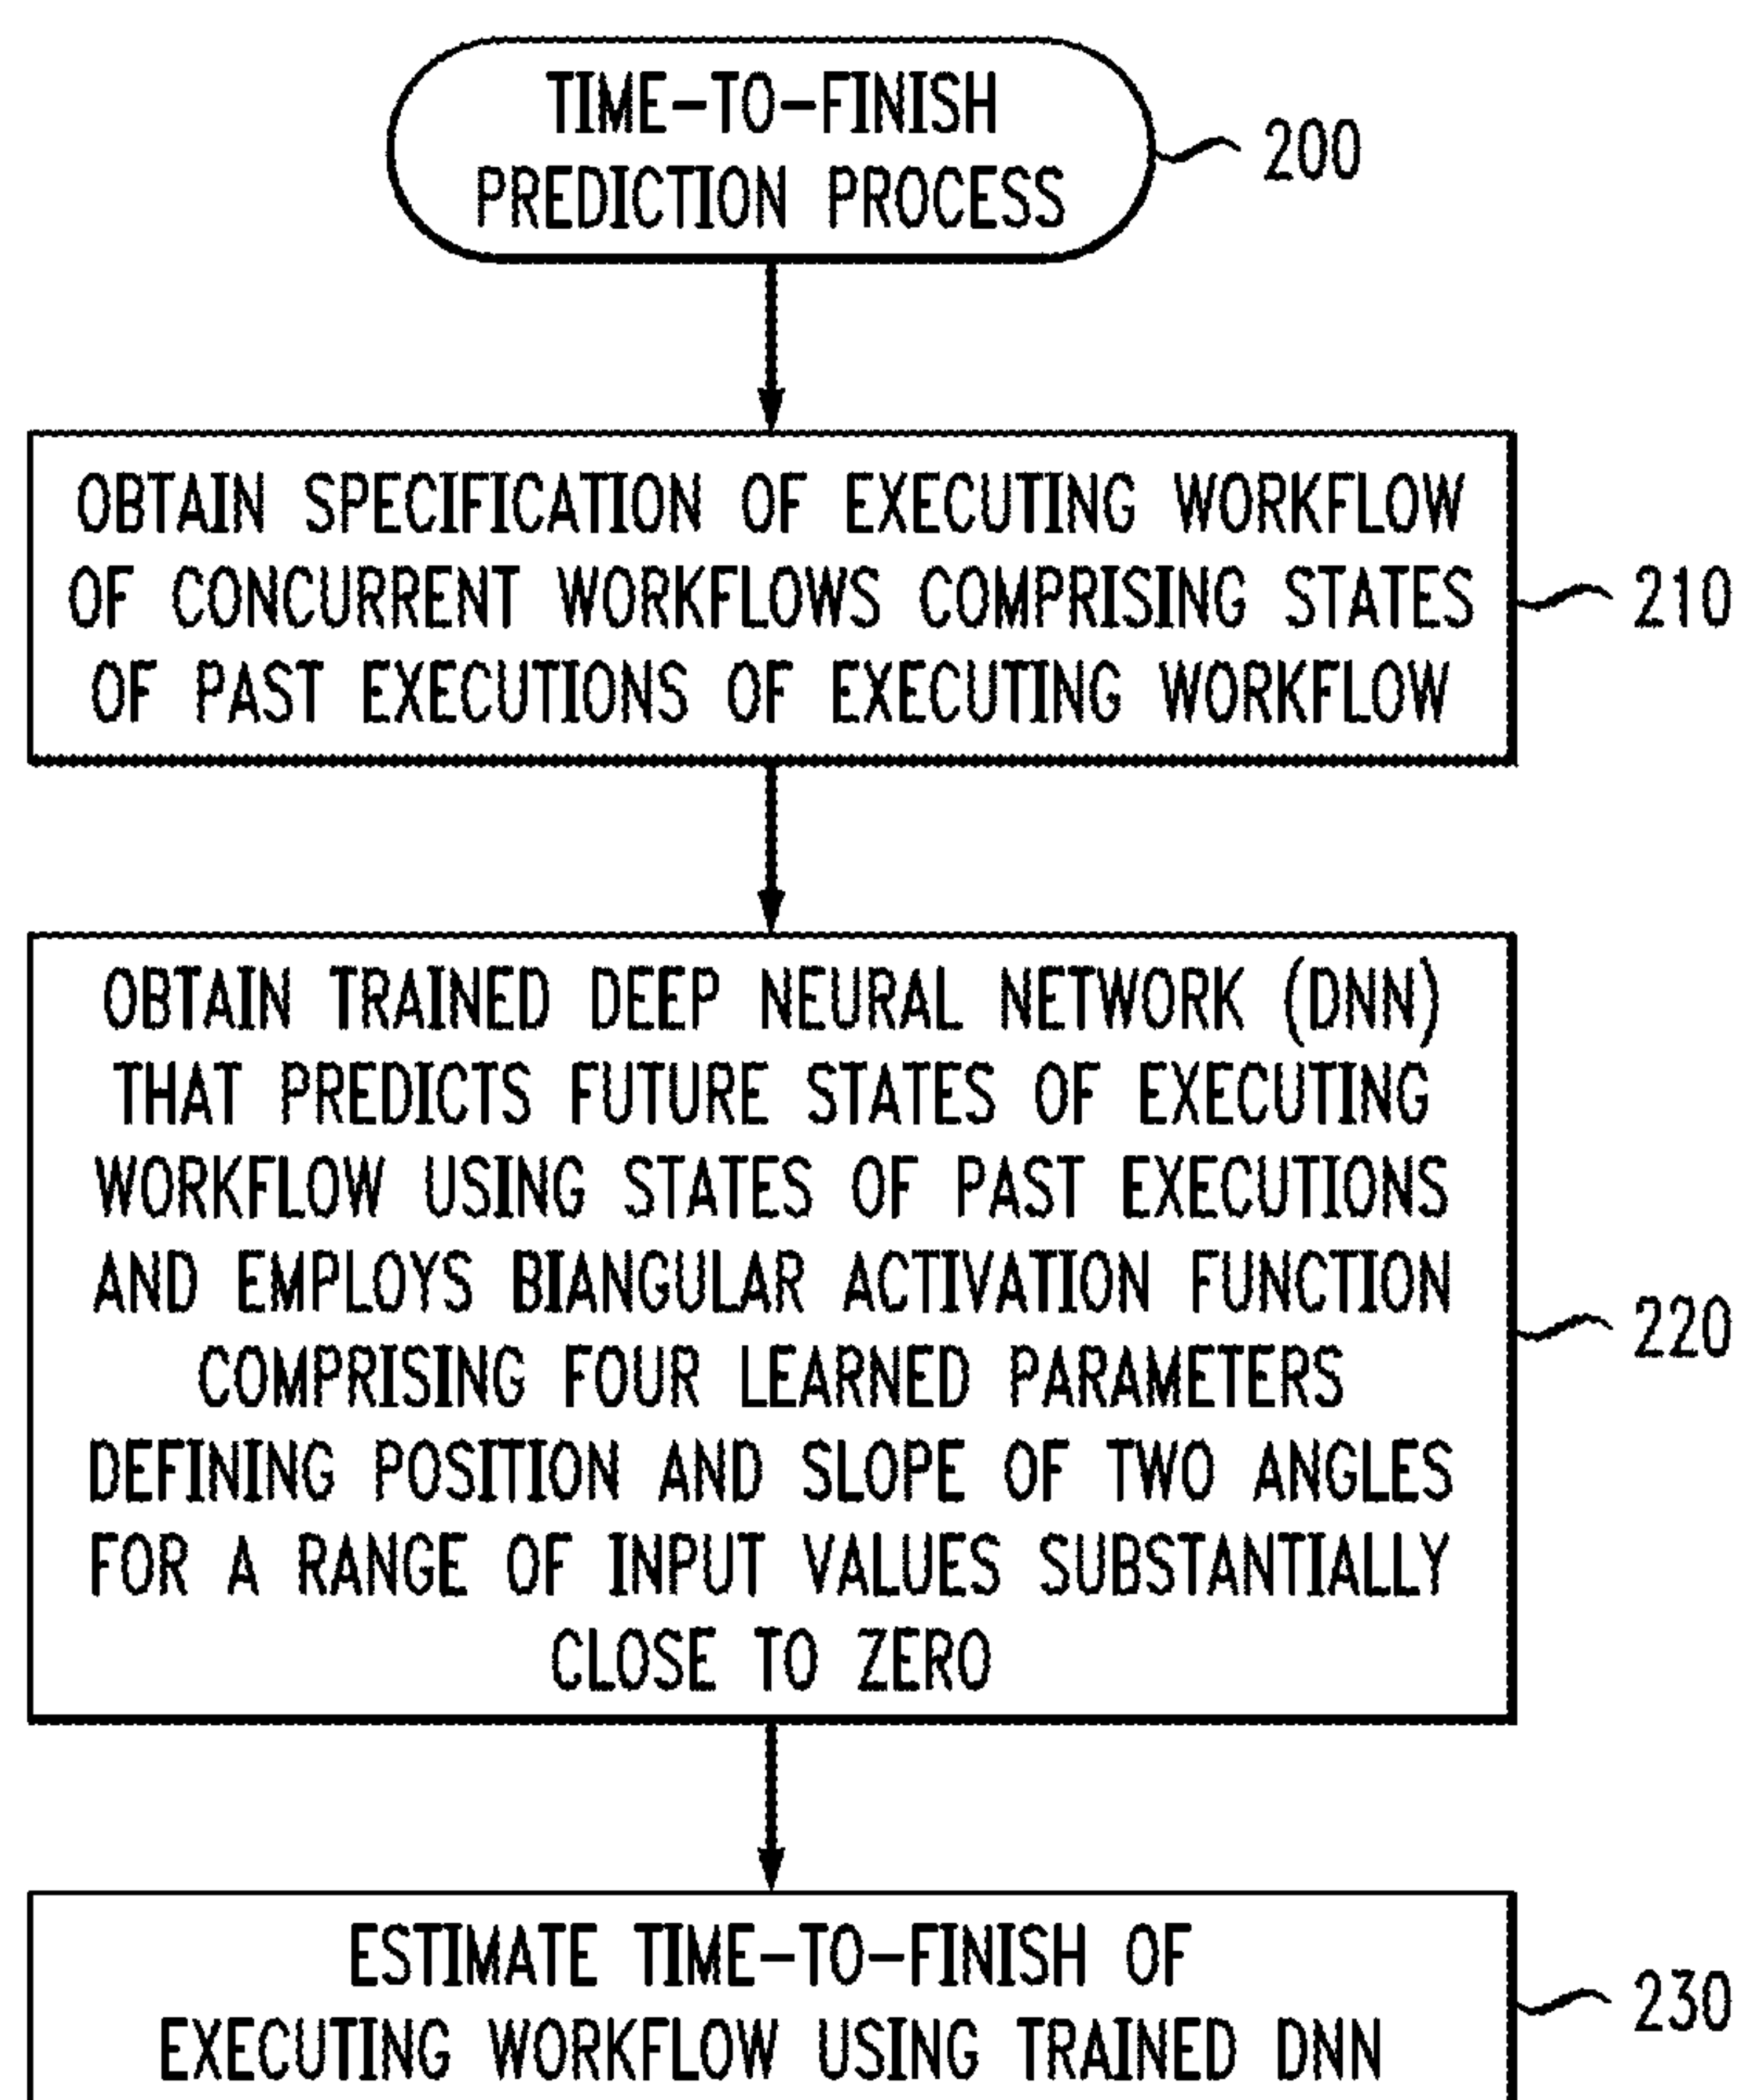 TIME-TO-FINISH
PREDICTION PROCESS
200
OBTAIN SPECIFICATION OF EXECUTING WORKFLOW
OF CONCURRENT WORKFLOWS COMPRISING STATES
OF PAST EXECUTIONS OF EXECUTING WORKFLOW
210
OBTAIN TRAINED DEEP NEURAL NETWORK (DNN)
THAT PREDICTS FUTURE STATES OF EXECUTING
WORKFLOW USING STATES OF PAST EXECUTIONS
AND EMPLOYS BIANGULAR ACTIVATION FUNCTION
COMPRISING FOUR LEARNED PARAMETERS
DEFINING POSITION AND SLOPE OF TWO ANGLES
FOR A RANGE OF INPUT VALUES SUBSTANTIALLY
CLOSE TO ZERO
220
ESTIMATE TIME-TO-FINISH OF
EXECUTING WORKFLOW USING TRAINED DNN
230